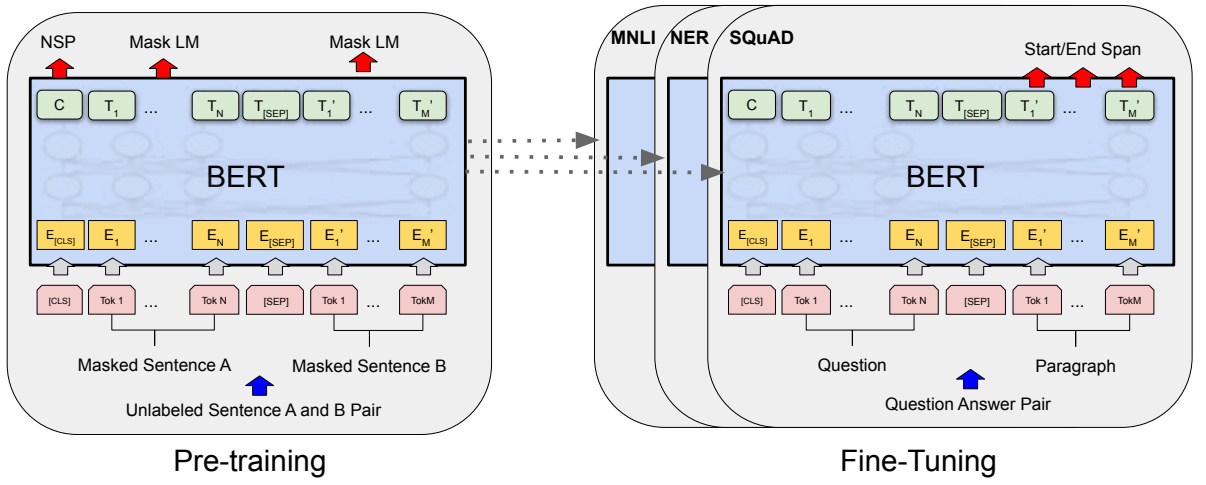 NSP Mask LM Mask LM
C T1 ... TN T[SEP] T1' ... TM'
BERT
E[CLS] E1 ... EN E[SEP] E1' ... EM'
[CLS] Tok 1 ... Tok N [SEP] Tok 1 ... TokM
Masked Sentence A Masked Sentence B
Unlabeled Sentence A and B Pair
Pre-training
MNLI NER SQuAD
Start/End Span
C T1 ... TN T[SEP] T1' ... TM'
BERT
E[CLS] E1 ... EN E[SEP] E1' ... EM'
[CLS] Tok 1 ... Tok N [SEP] Tok 1 ... TokM
Question Paragraph
Question Answer Pair
Fine-Tuning